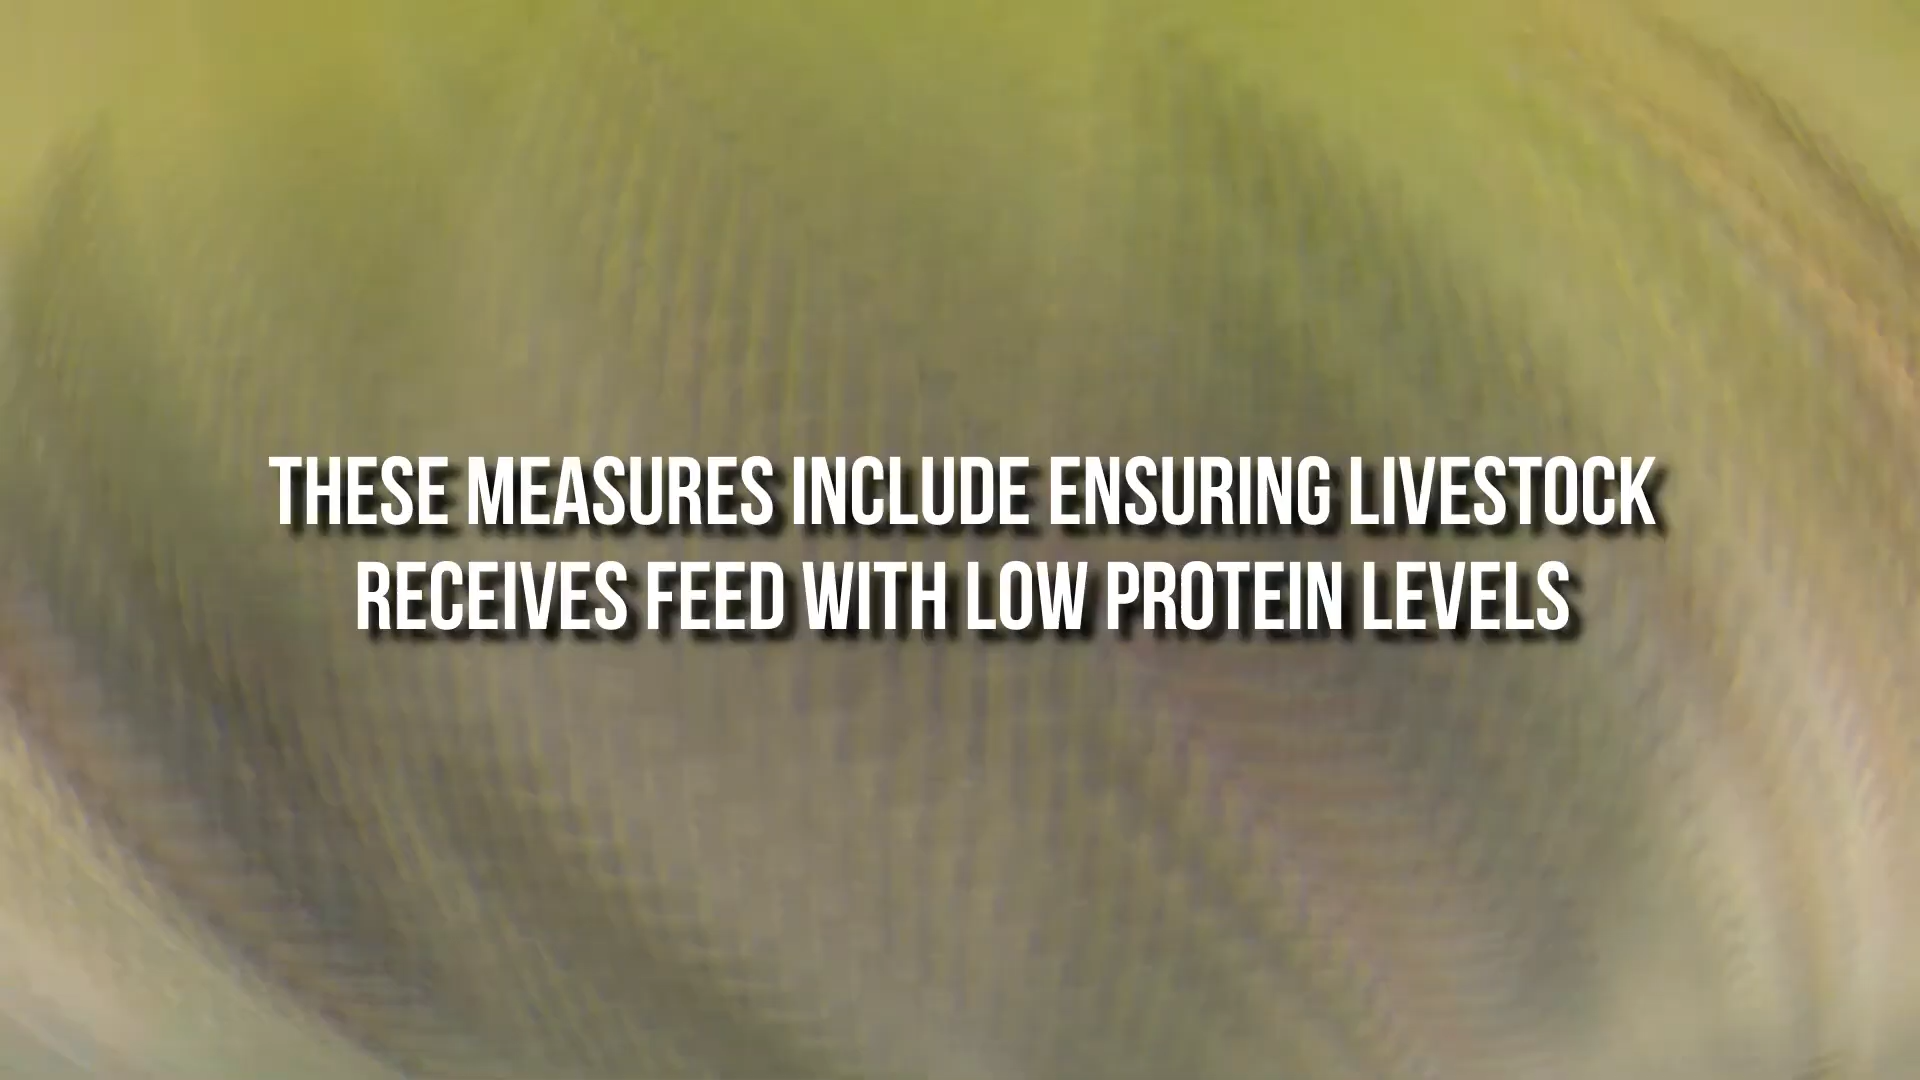 THESE MEASURES INCLUDE ENSURING LIVESTOCK
RECEIVES FEED WITH LOW PROTEIN LEVELS